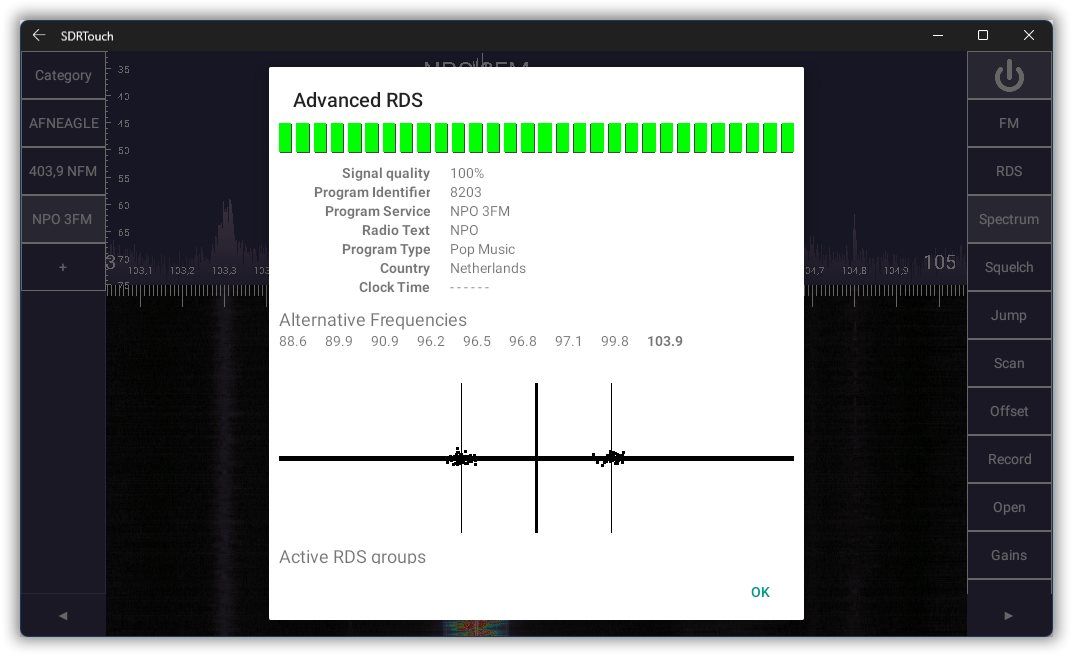 SDRTouch
Category
AFNEAGLE
403,9 NFM
NPO 3FM
+
◄
35
40
45
50
55
60
65
70
75
NPO 3FM
3
103,1
103,2
103,3
104,8
104,9
105
Advanced RDS
Signal quality 100%
Program Identifier 8203
Program Service NPO 3FM
Radio Text NPO
Program Type Pop Music
Country Netherlands
Clock Time ------
Alternative Frequencies
88.6 89.9 90.9 96.2 96.5 96.8 97.1 99.8 103.9
Active RDS groups
OK
FM
RDS
Spectrum
Squelch
Jump
Scan
Offset
Record
Open
Gains
►